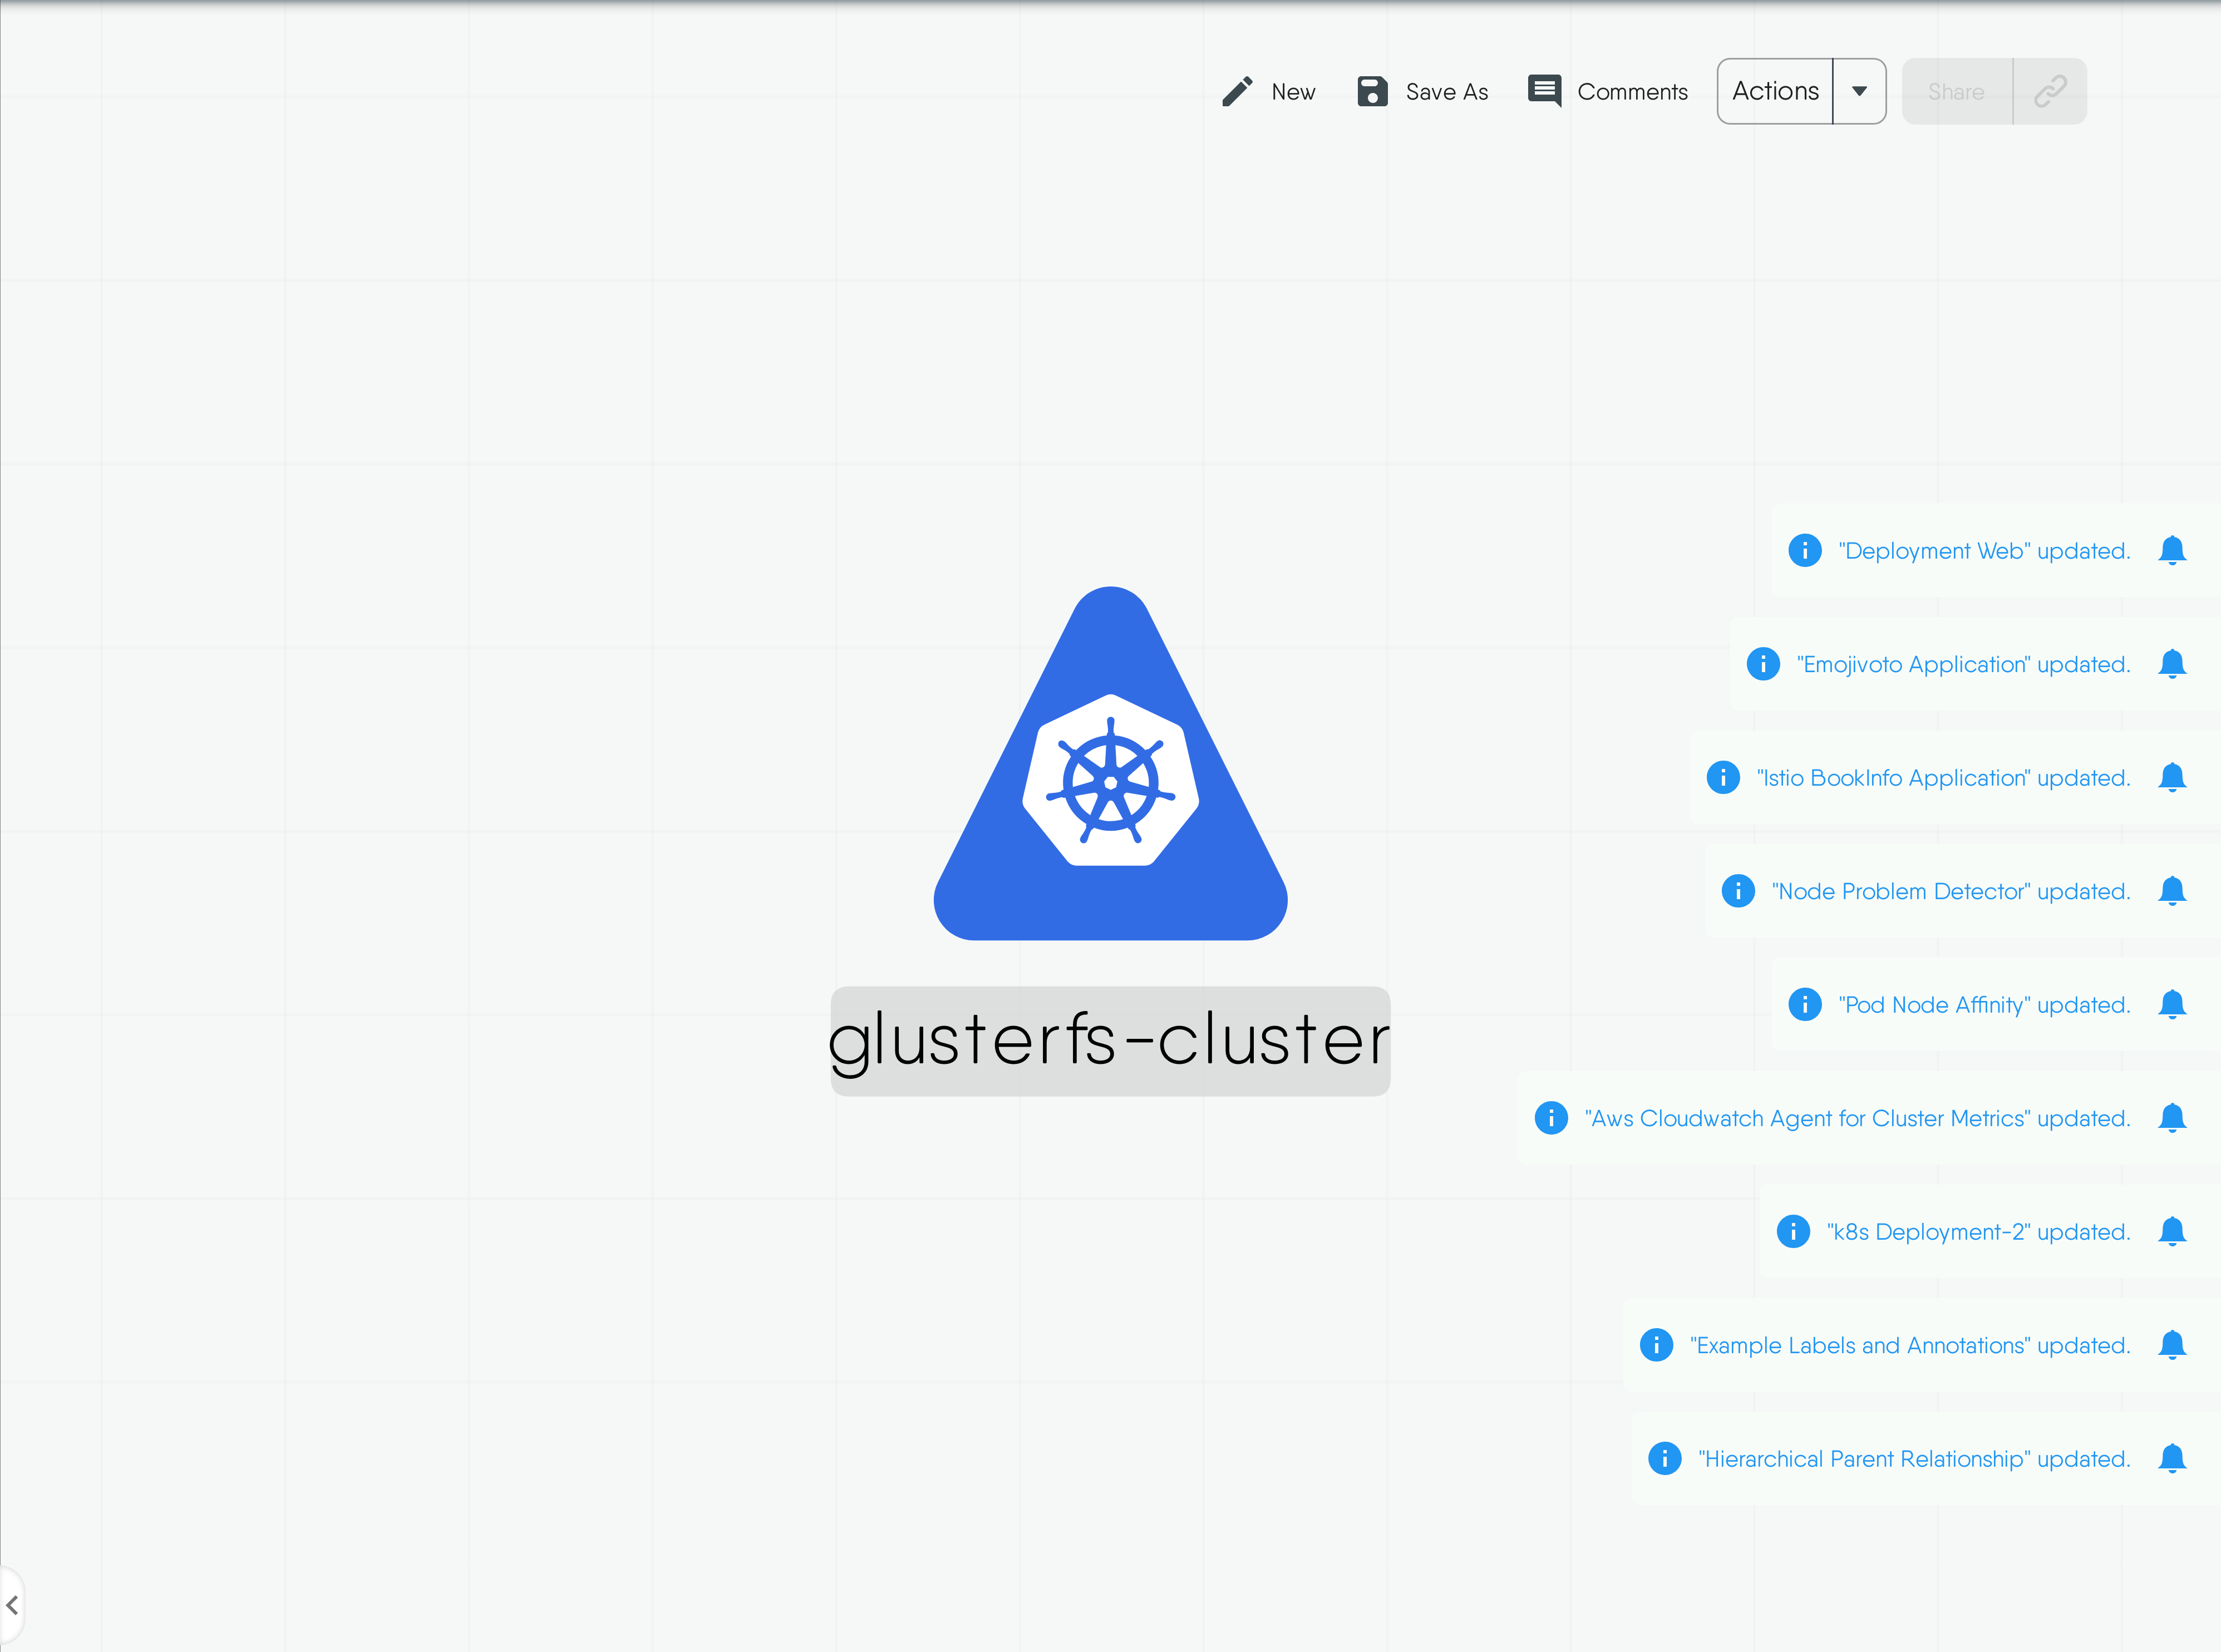 New
Save As
Comments
Actions
Share
"Deployment Web" updated.
"Emojivoto Application" updated.
"Istio BookInfo Application" updated.
"Node Problem Detector" updated.
"Pod Node Affinity" updated.
glusterfs-cluster
"Aws Cloudwatch Agent for Cluster Metrics" updated.
"k8s Deployment-2" updated.
"Example Labels and Annotations" updated.
"Hierarchical Parent Relationship" updated.